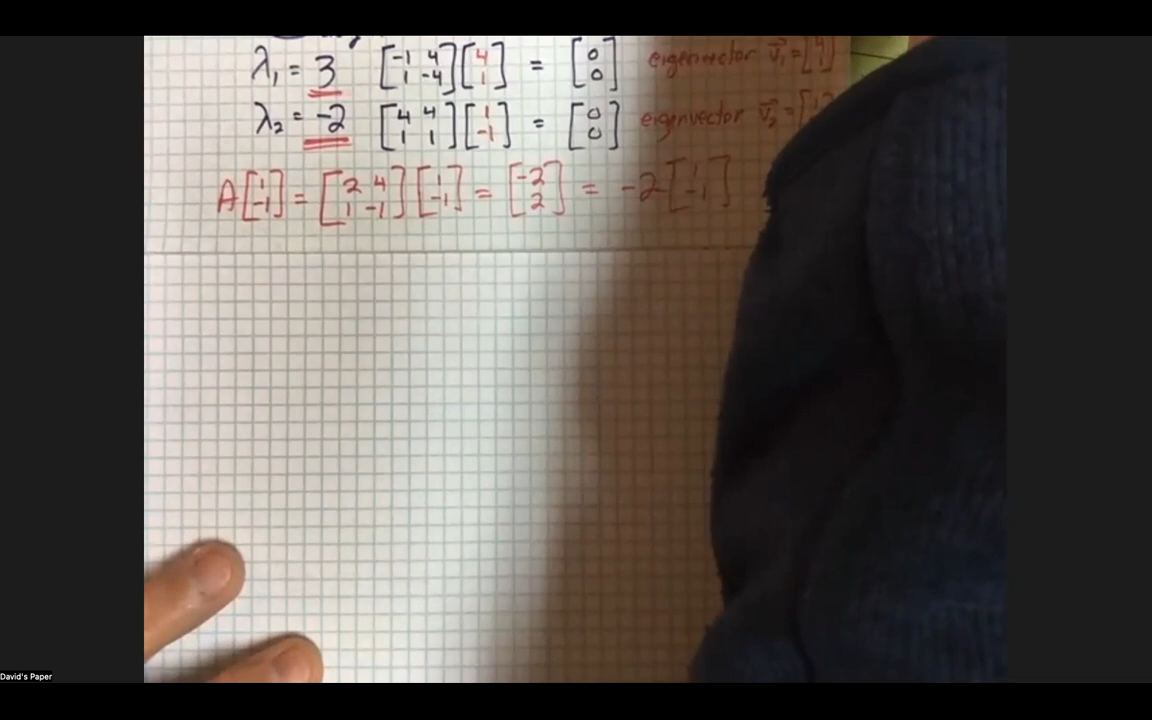 λ₁ = 3 [-1 4; 1 -4] [4; 1] = [0; 0] eigenvector v⃗₁ = [4; 1]
λ₂ = -2 [4 4; 1 1] [1; -1] = [0; 0] eigenvector v⃗₂ =
A [1; -1] = [2 4; 1 -1] [1; -1] = [-2; 2] = -2 [1; -1]
David's Paper